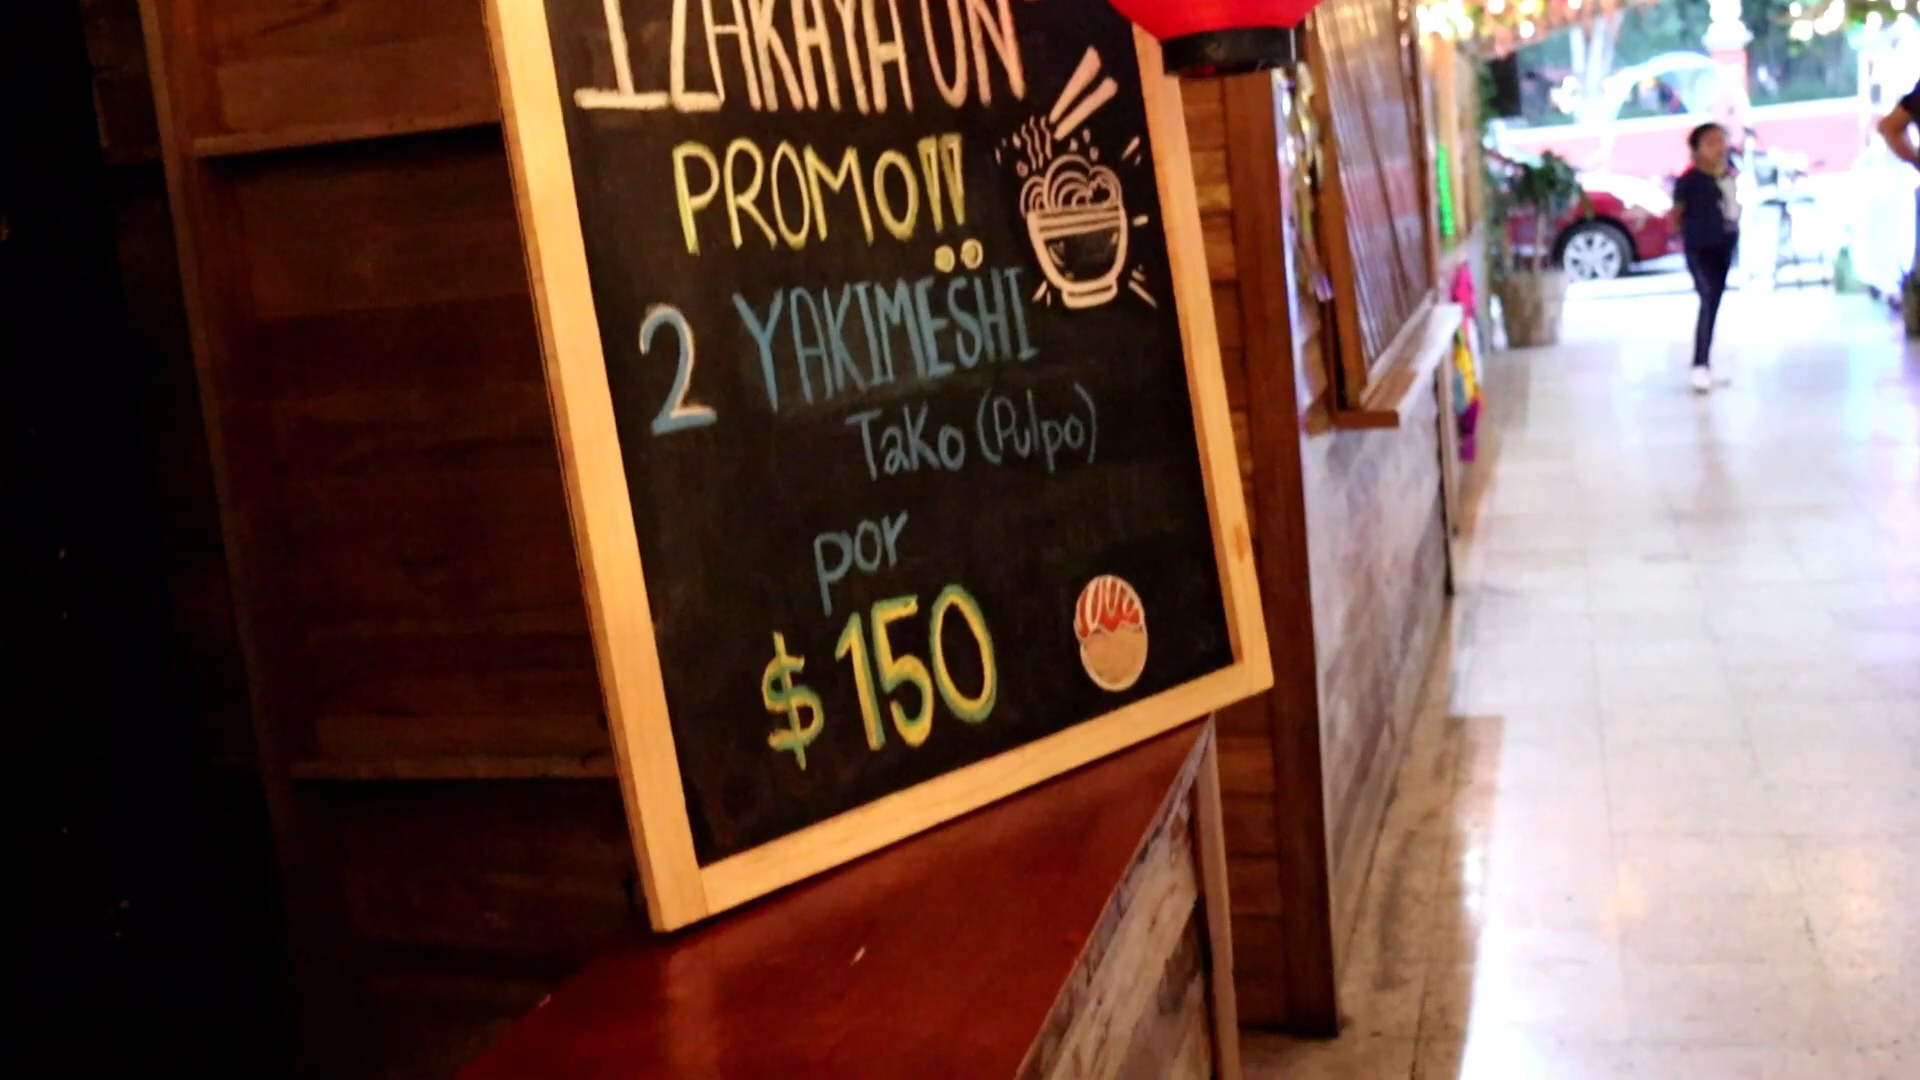 IZAKAYA ON
PROMO!!
2 YAKIMESHI
Tako (Pulpo)
por
$150